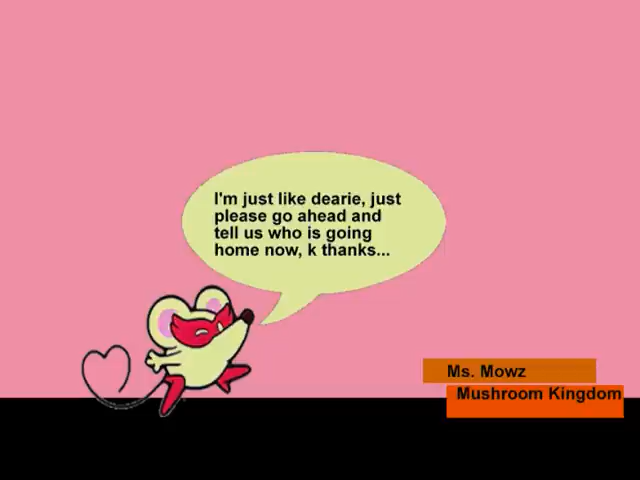 I'm just like dearie, just
please go ahead and
tell us who is going
home now, k thanks...
Ms. Mowz
Mushroom Kingdom